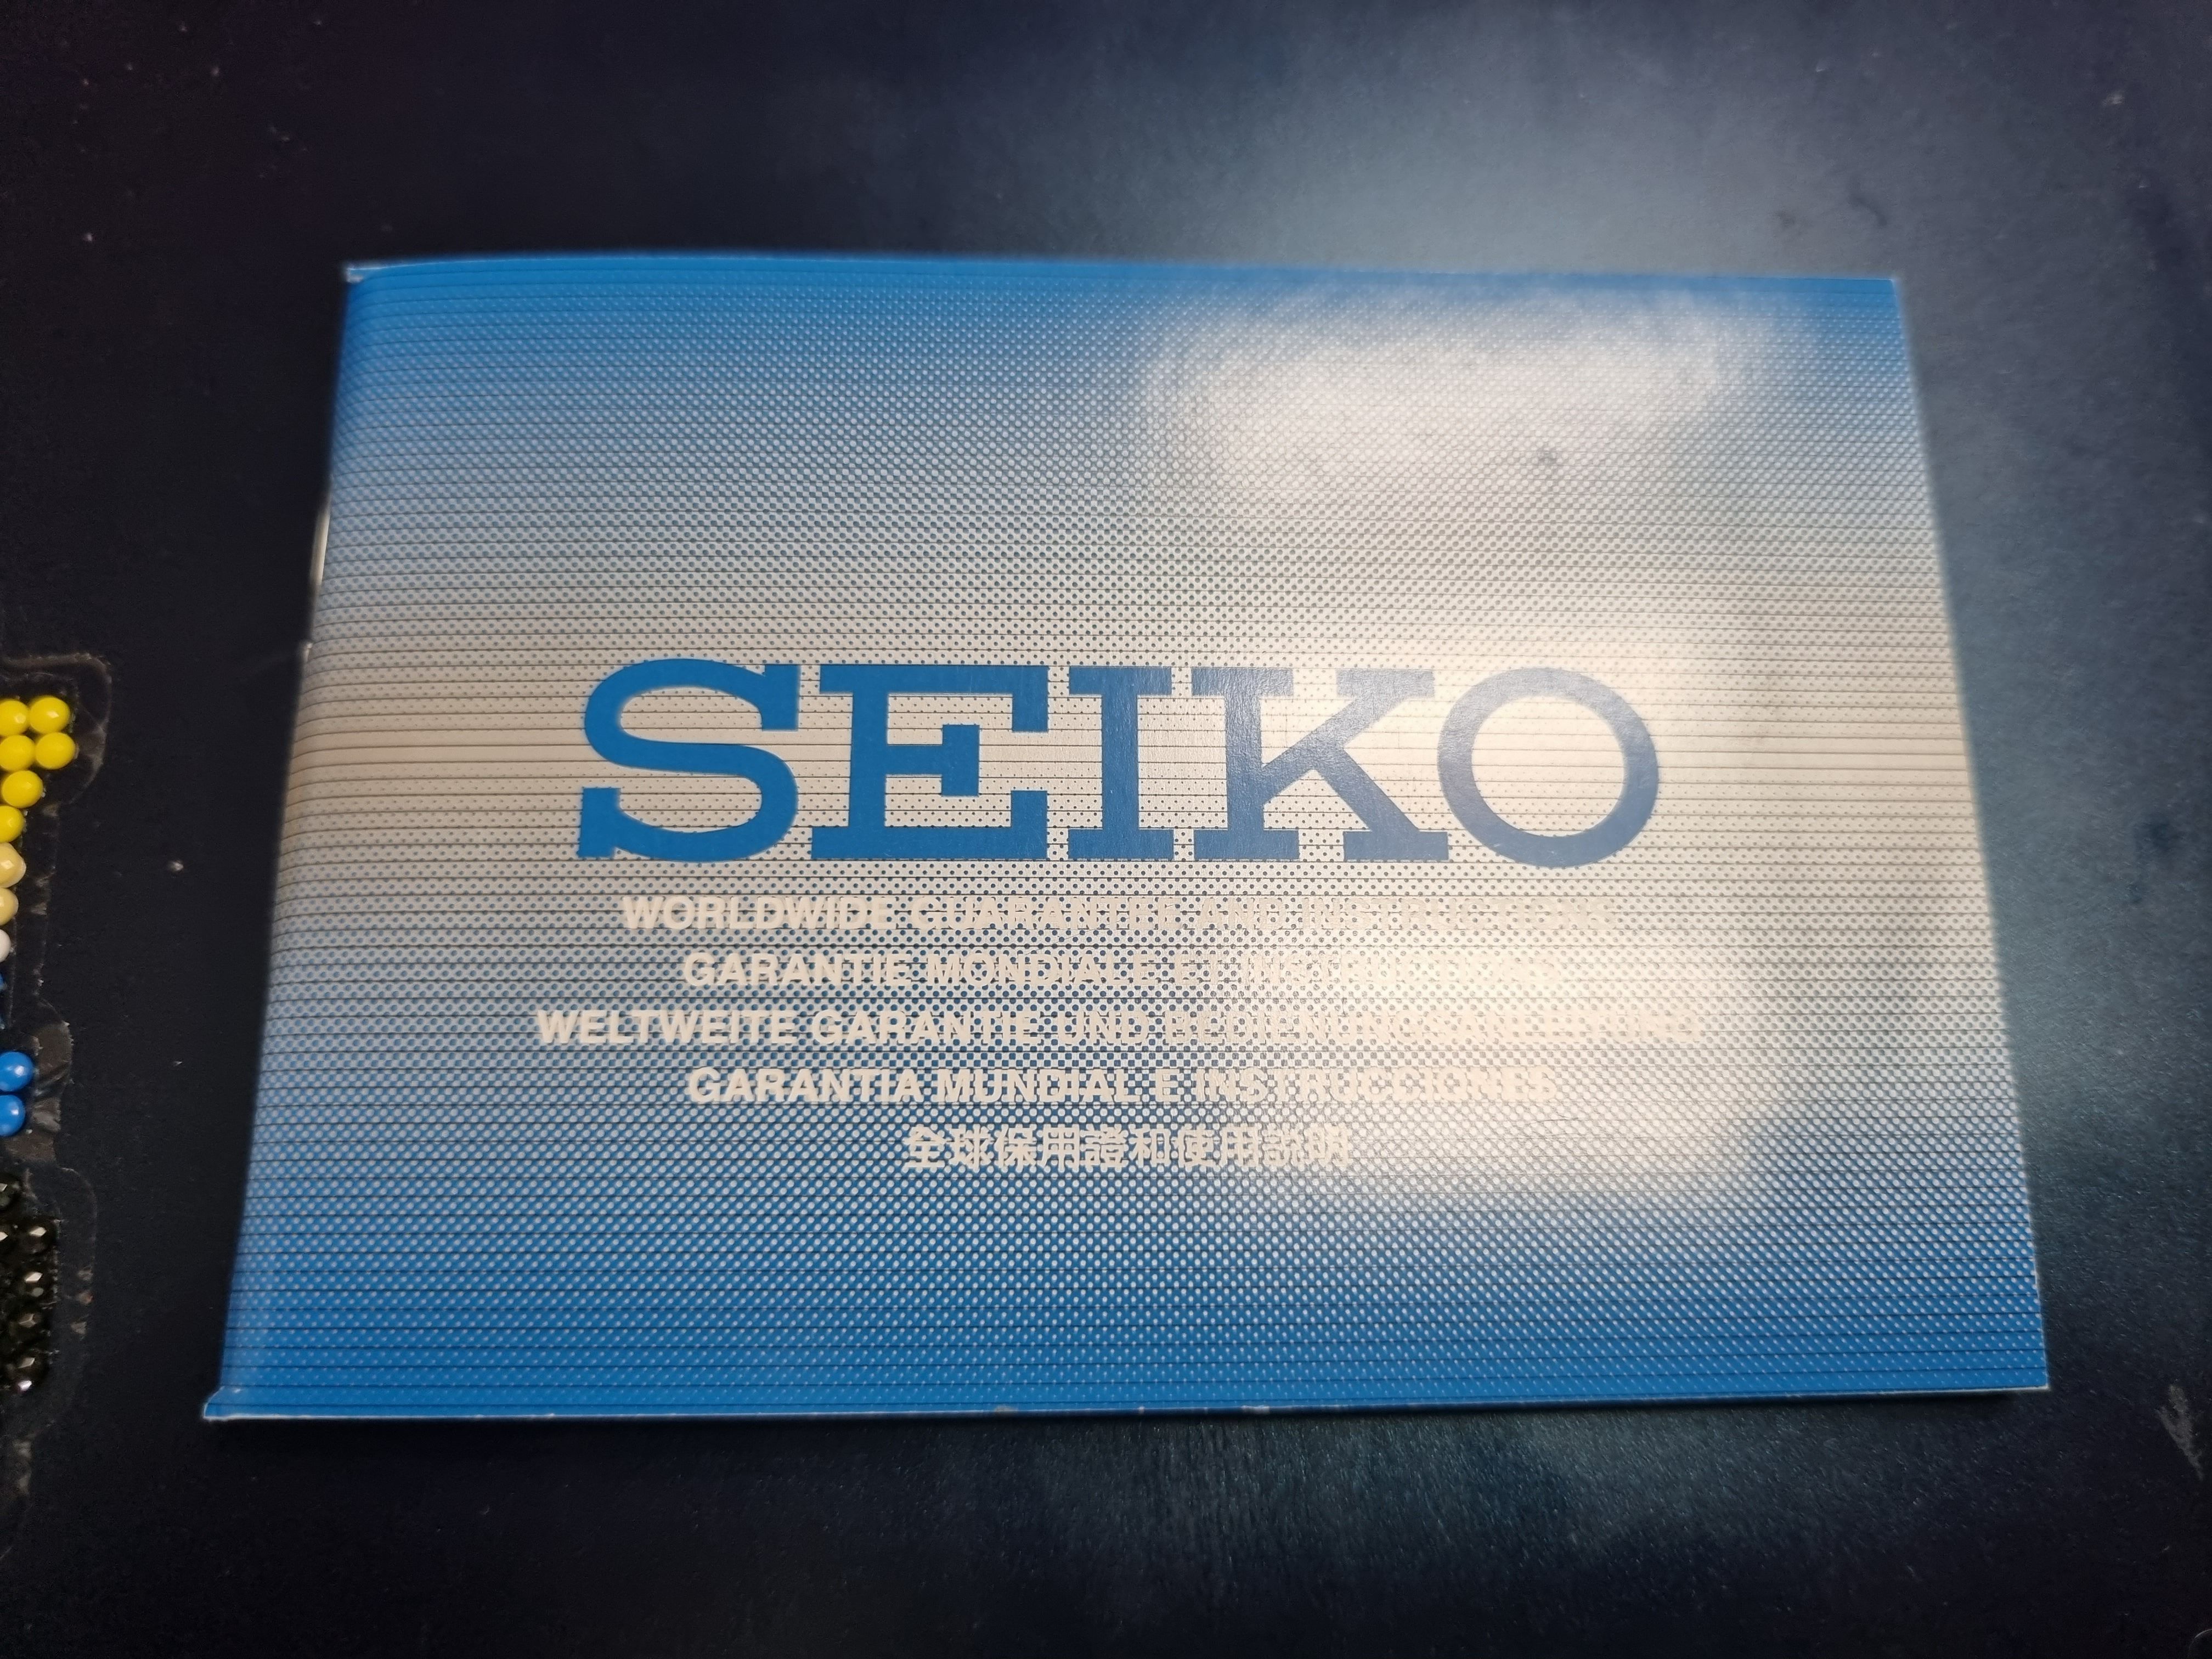 SEIKO
WORLDWIDE GUARANTEE AND INSTRUCTIONS
GARANTIE MONDIALE ET INSTRUCTIONS
WELTWEITE GARANTIE UND BEDIENUNGSANLEITUNG
GARANTIA MUNDIAL E INSTRUCCIONES
全球保用證和使用説明